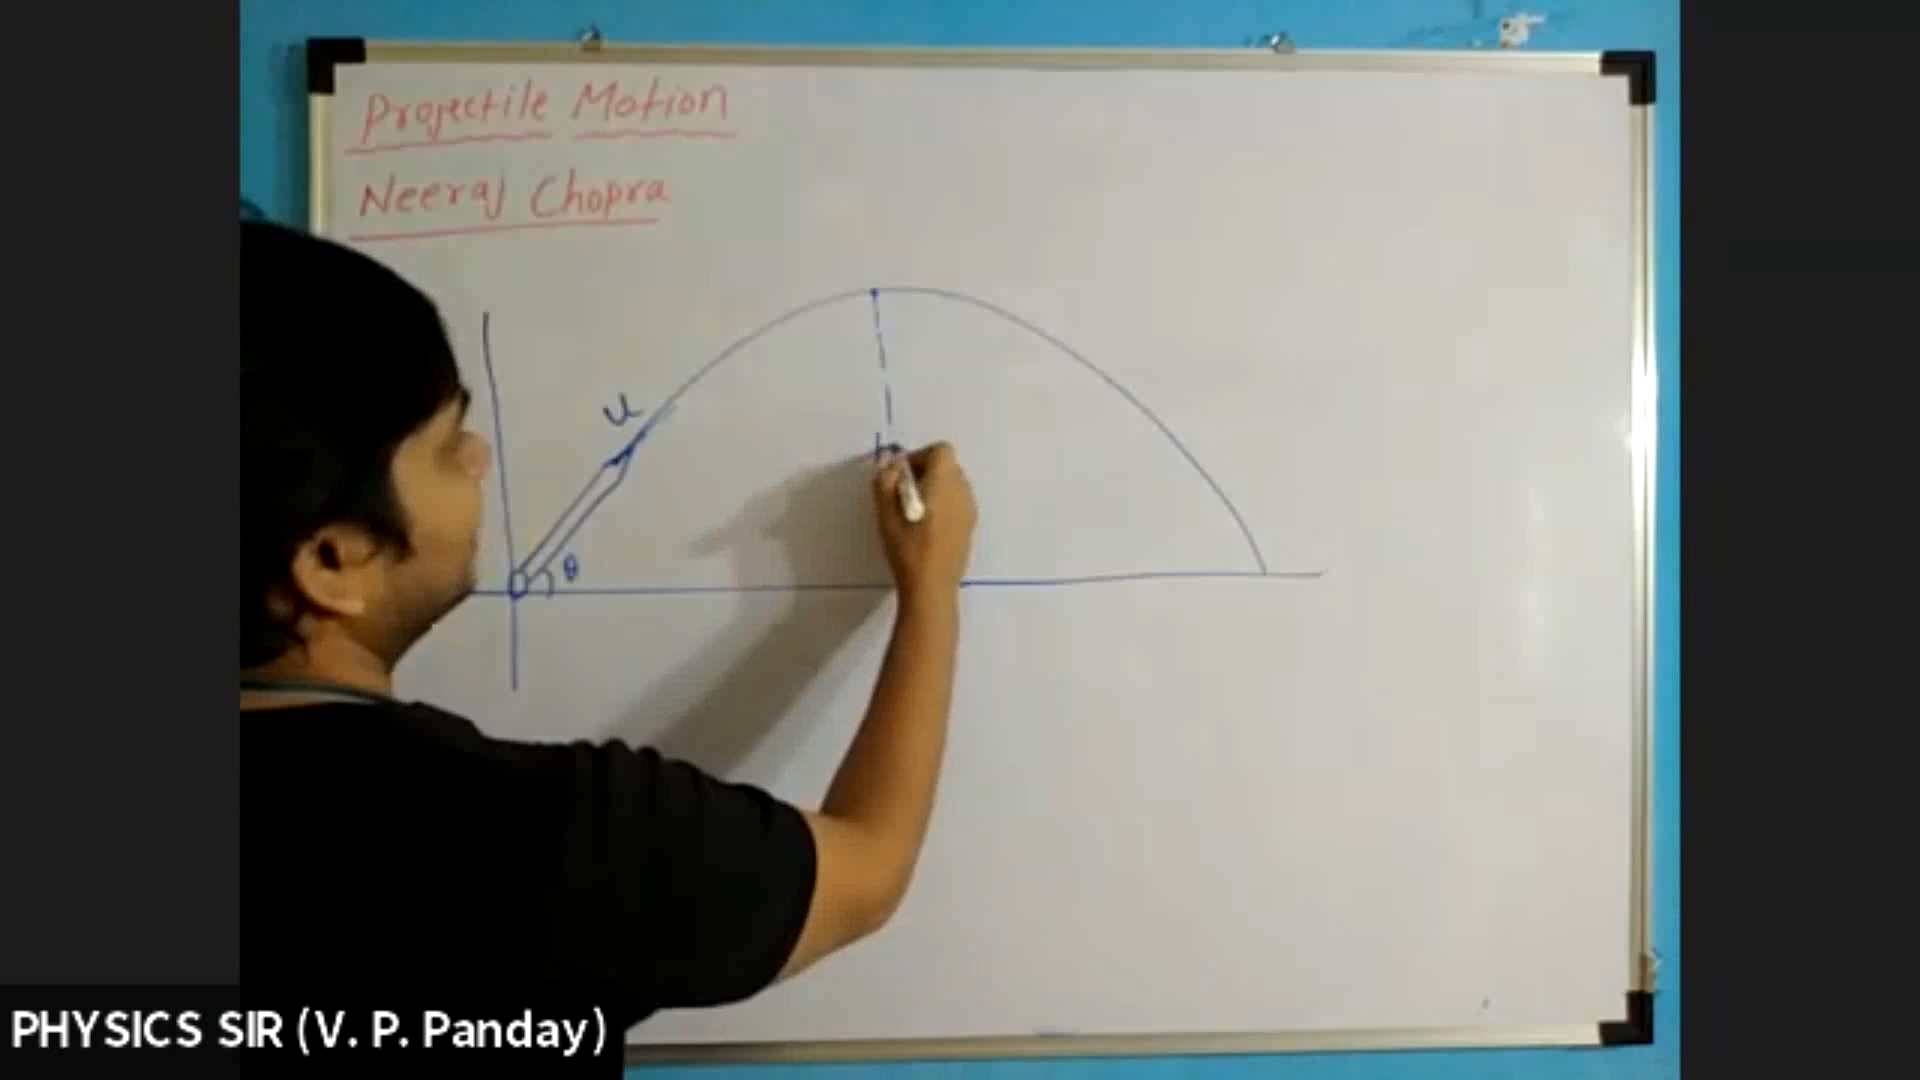 Projectile Motion
Neeraj Chopra
u
θ
PHYSICS SIR (V. P. Panday)